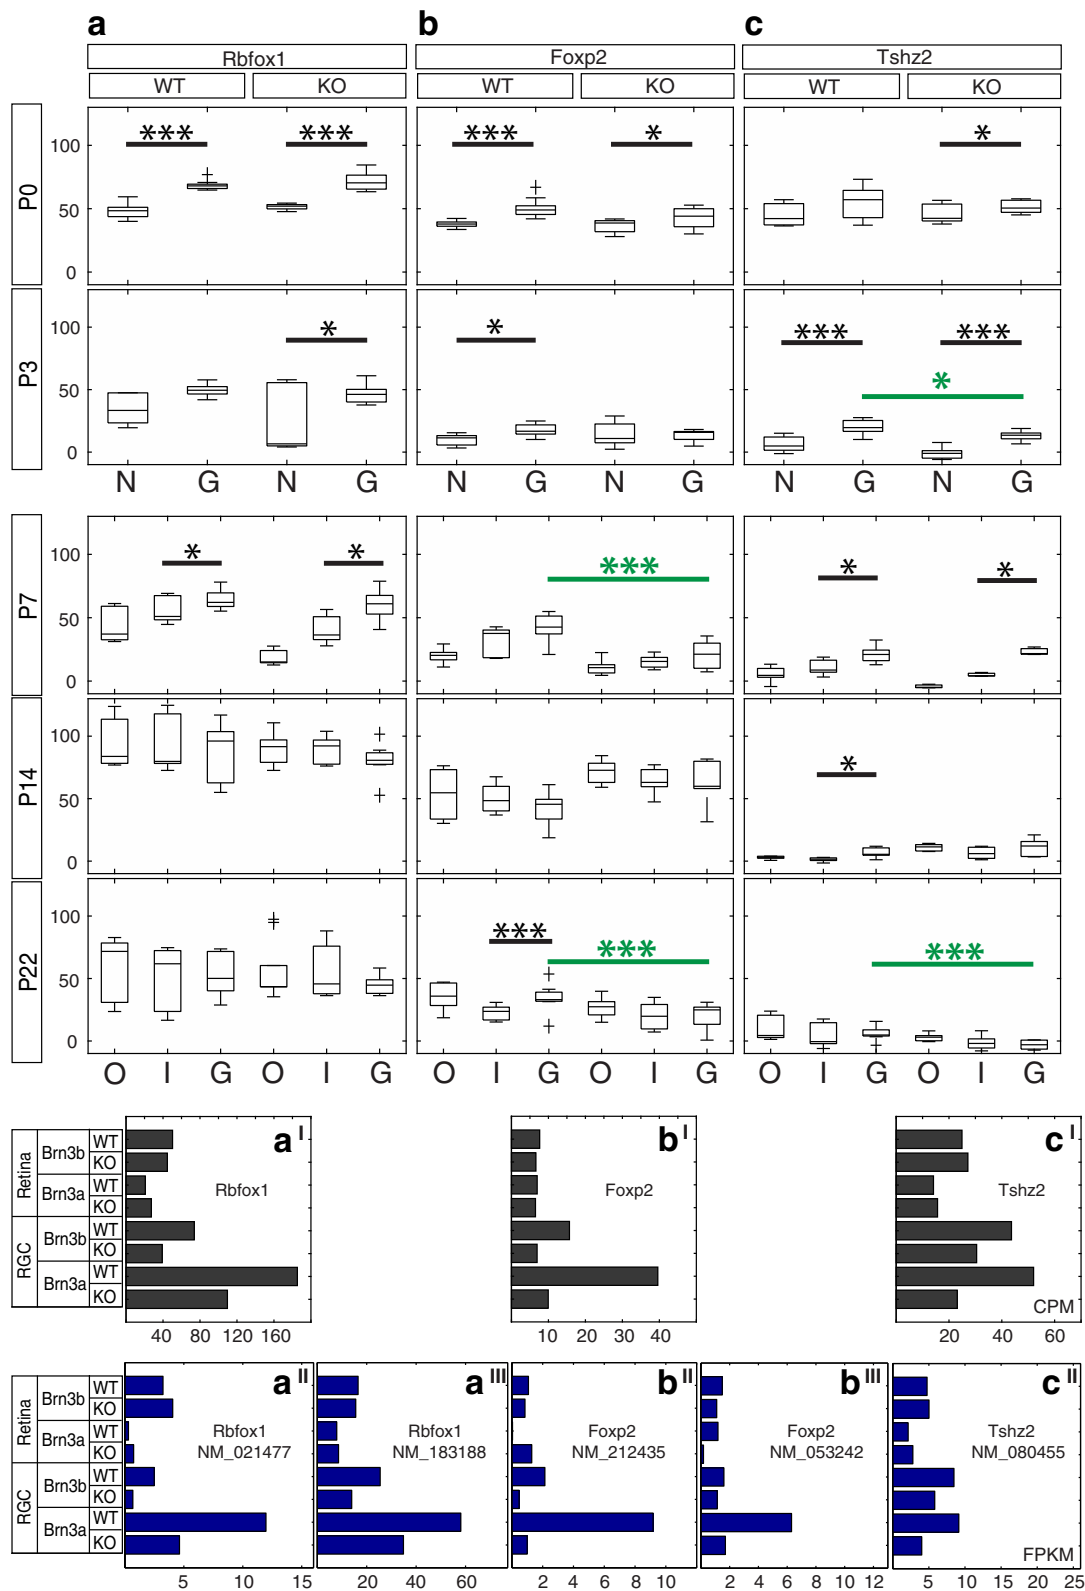 a b c
Rbfox1 Foxp2 Tshz2
WT KO WT KO WT KO
P0
100
50
0
*** *** *** * *
P3
100
50
0
* * *** *** *
N G N G N G N G N G N G
P7
100
50
0
* * *** * *
P14
100
50
0
*
P22
100
50
0
*** *** ***
O I G O I G O I G O I G O I G O I G
Retina Brn3b WT
KO
Brn3a WT
KO
RGC Brn3b WT
KO
Brn3a WT
KO
a I
Rbfox1
40 80 120 160
b I
Foxp2
10 20 30 40
c I
Tshz2
CPM
20 40 60
Retina Brn3b WT
KO
Brn3a WT
KO
RGC Brn3b WT
KO
Brn3a WT
KO
a II
Rbfox1
NM_021477
5 10 15
a III
Rbfox1
NM_183188
20 40 60
b II
Foxp2
NM_212435
2 4 6 8 10
b III
Foxp2
NM_053242
2 4 6 8 10 12
c II
Tshz2
NM_080455
FPKM
5 10 15 20 25